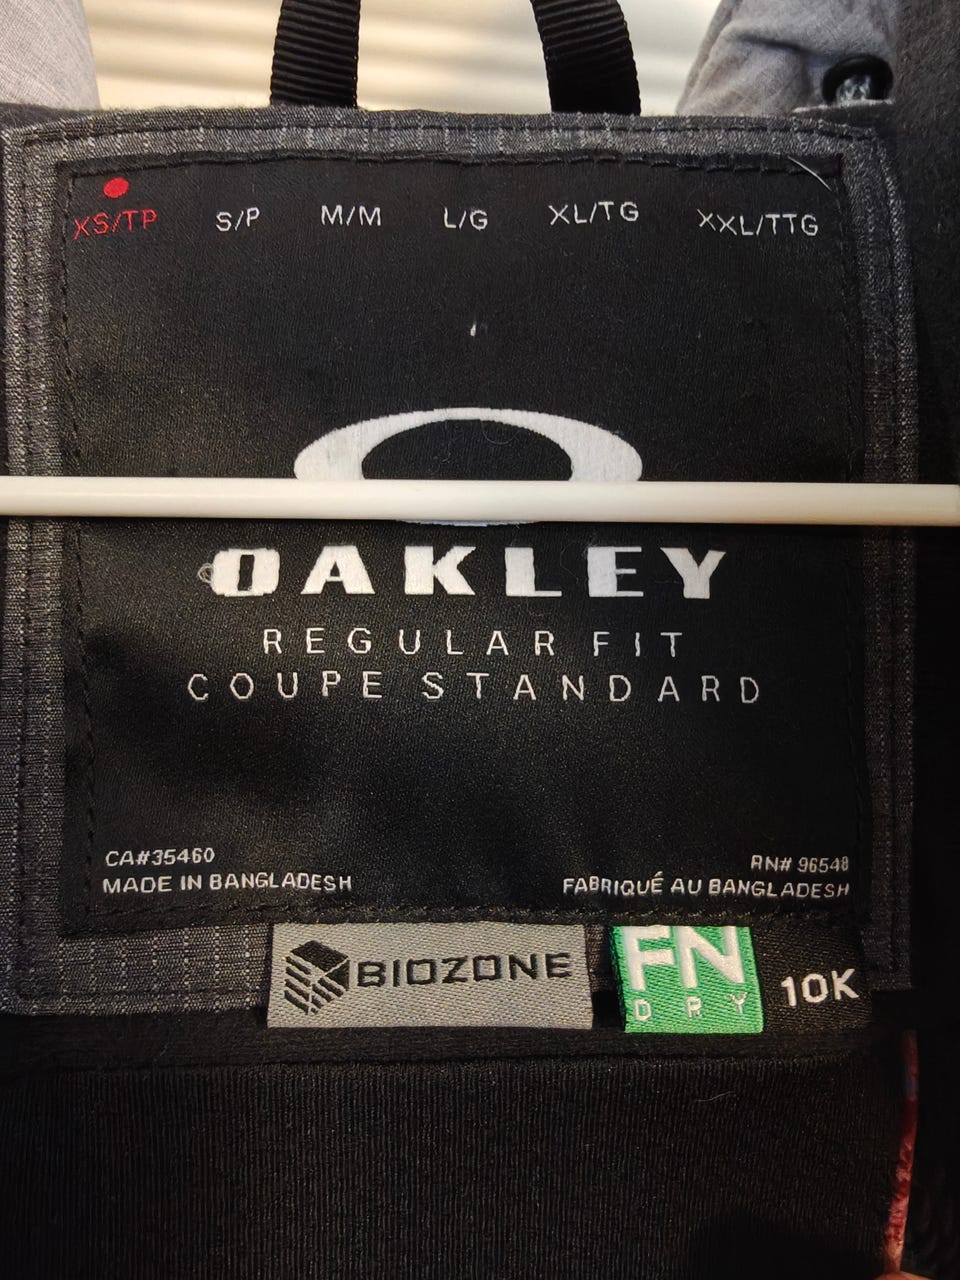 XS/TP S/P M/M L/G XL/TG XXL/TTG
OAKLEY
REGULAR FIT
COUPE STANDARD
CA#35460
MADE IN BANGLADESH
RN# 96548
FABRIQUÉ AU BANGLADESH
BIOZONE
FN
DRY
10K